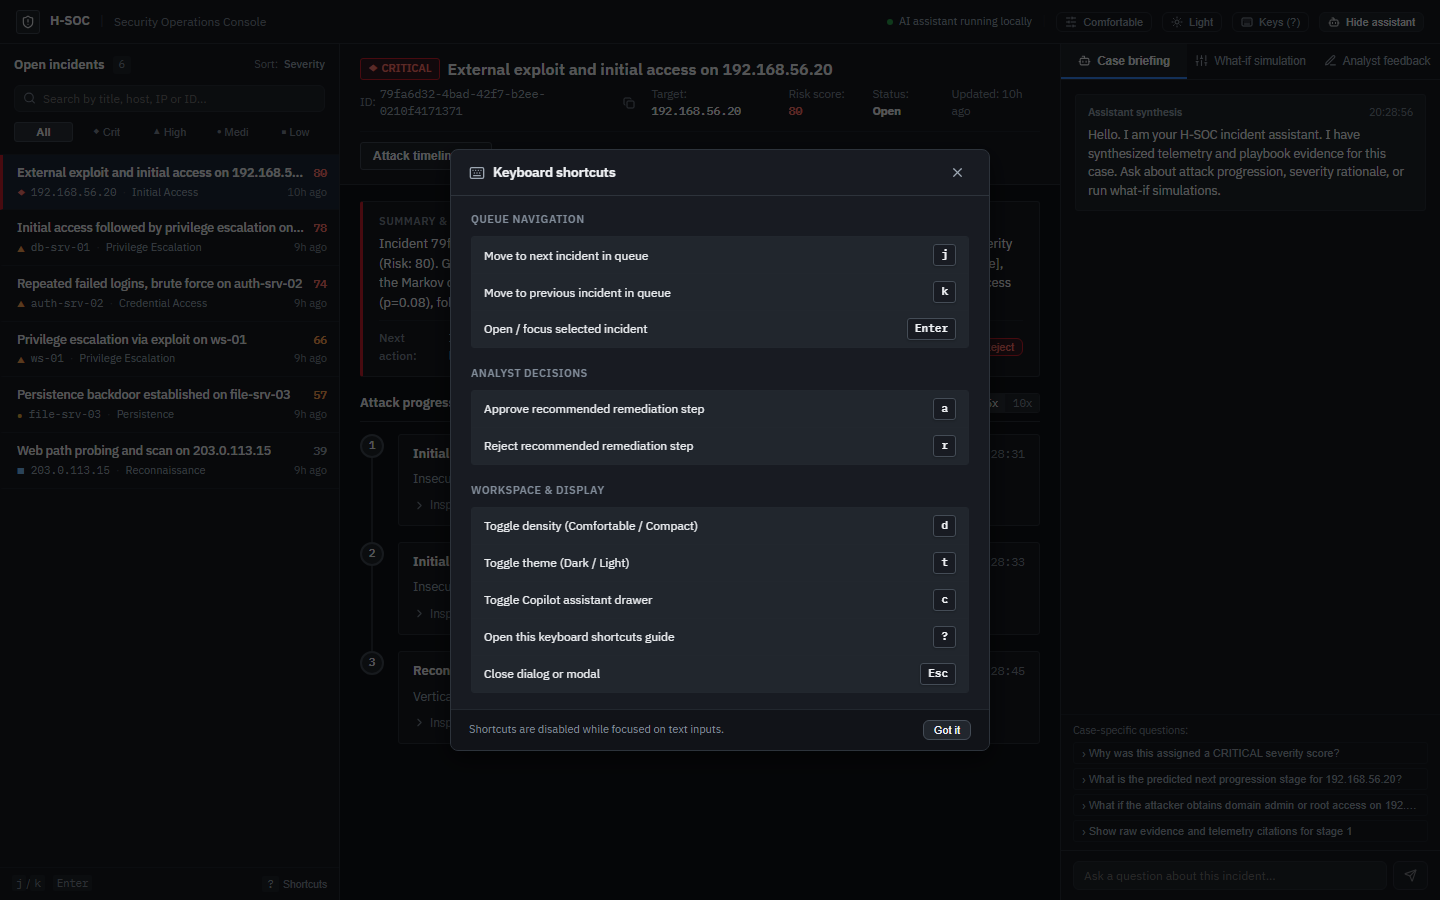 H-SOC
Security Operations Console
AI assistant running locally
Comfortable
Light
Keys (?)
Hide assistant
Open incidents 6
Sort: Severity
Search by title, host, IP or ID...
All
Crit
High
Medi
Low
External exploit and initial access on 192.168.5... 80
192.168.56.20 · Initial Access 10h ago
Initial access followed by privilege escalation on... 78
db-srv-01 · Privilege Escalation 9h ago
Repeated failed logins, brute force on auth-srv-02 74
auth-srv-02 · Credential Access 9h ago
Privilege escalation via exploit on ws-01 66
ws-01 · Privilege Escalation 9h ago
Persistence backdoor established on file-srv-03 57
file-srv-03 · Persistence 9h ago
Web path probing and scan on 203.0.113.15 39
203.0.113.15 · Reconnaissance 9h ago
j / k Enter
? Shortcuts
CRITICAL
External exploit and initial access on 192.168.56.20
ID: 79fa6d32-4bad-42f7-b2ee-
0210f4171371
Target:
192.168.56.20
Risk score:
80
Status:
Open
Updated: 10h
ago
Attack timelin
SUMMARY &
Incident 79f
(Risk: 80). G
the Markov
(p=0.08), fol
Next
action:
eject
Attack progres
10x
1
Initial
28:31
Insecu
Insp
2
Initial
28:33
Insecu
Insp
3
Recon
28:45
Vertica
Insp
Keyboard shortcuts
QUEUE NAVIGATION
Move to next incident in queue j
Move to previous incident in queue k
Open / focus selected incident Enter
ANALYST DECISIONS
Approve recommended remediation step a
Reject recommended remediation step r
WORKSPACE & DISPLAY
Toggle density (Comfortable / Compact) d
Toggle theme (Dark / Light) t
Toggle Copilot assistant drawer c
Open this keyboard shortcuts guide ?
Close dialog or modal Esc
Shortcuts are disabled while focused on text inputs.
Got it
Case briefing
What-if simulation
Analyst feedback
Assistant synthesis 20:28:56
Hello. I am your H-SOC incident assistant. I have
synthesized telemetry and playbook evidence for this
case. Ask about attack progression, severity rationale, or
run what-if simulations.
Case-specific questions:
› Why was this assigned a CRITICAL severity score?
› What is the predicted next progression stage for 192.168.56.20?
› What if the attacker obtains domain admin or root access on 192....
› Show raw evidence and telemetry citations for stage 1
Ask a question about this incident...